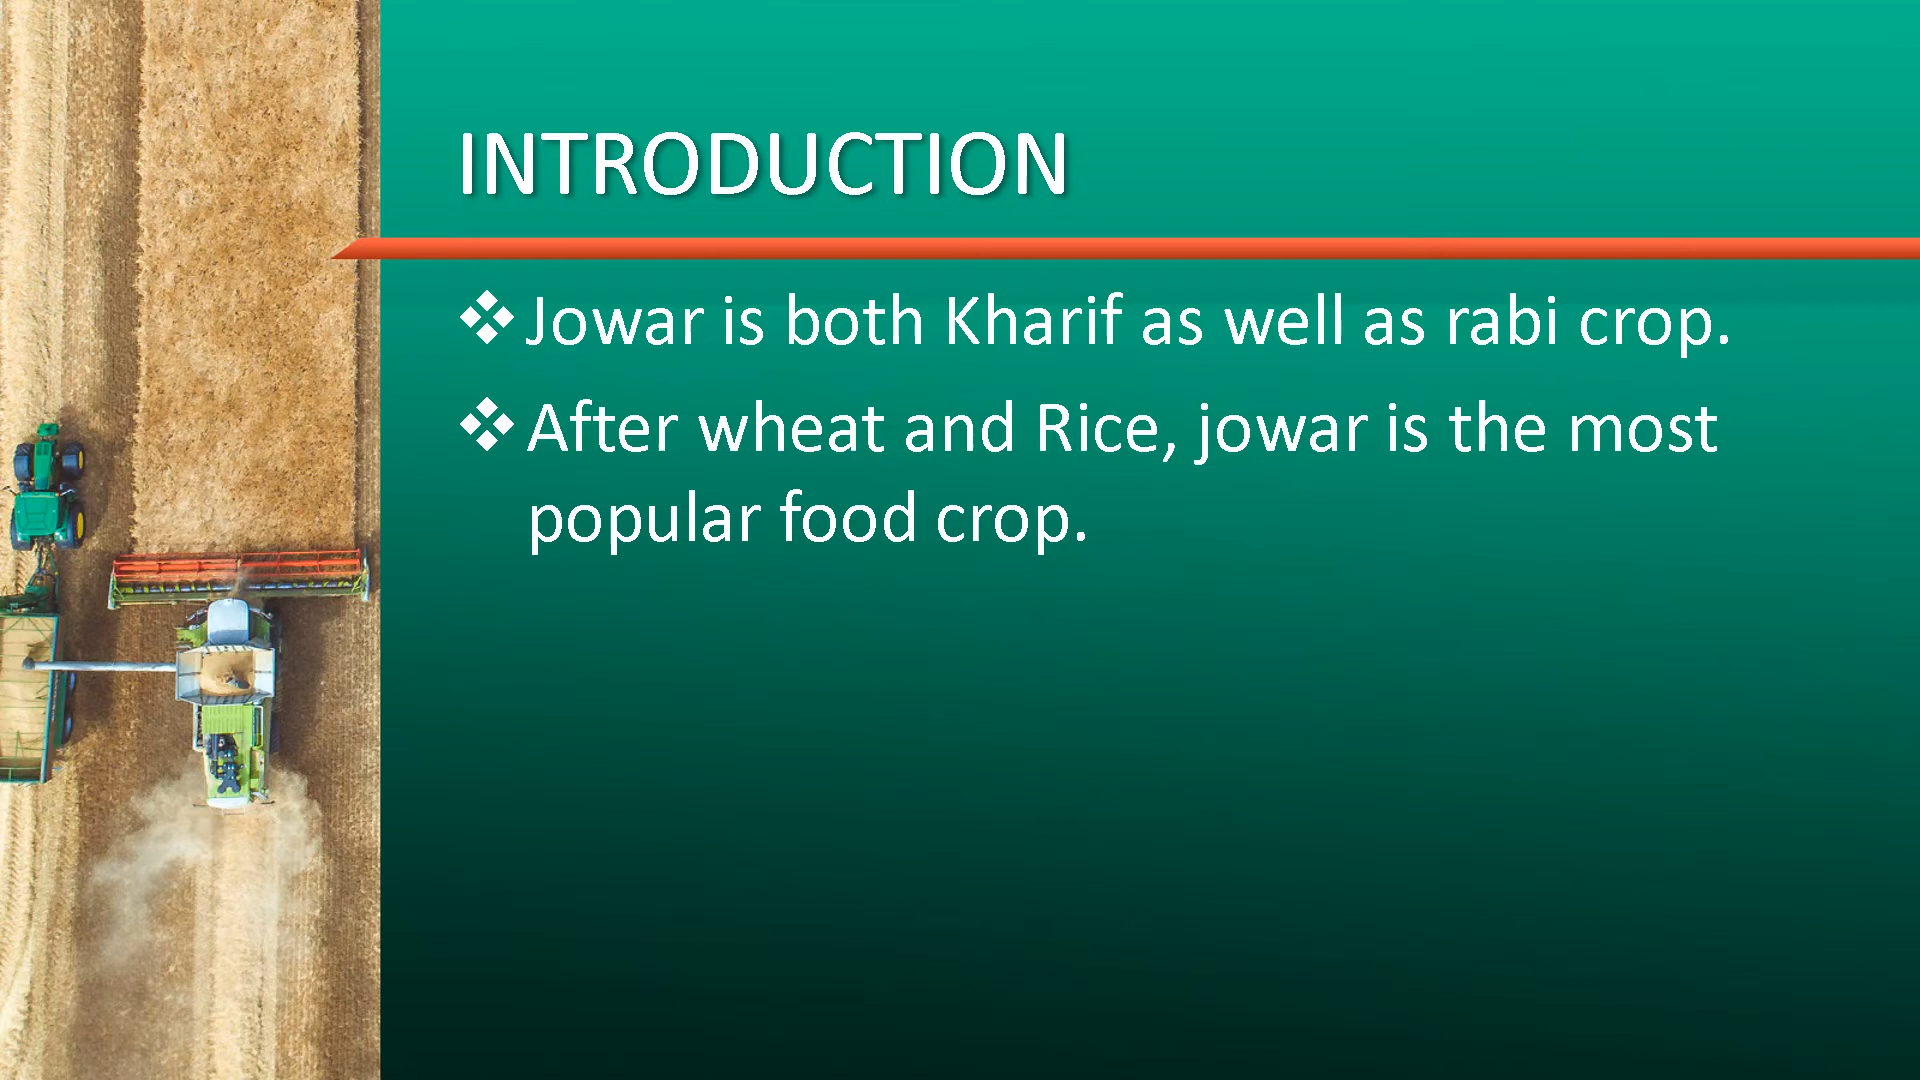 INTRODUCTION
❖Jowar is both Kharif as well as rabi crop.
❖After wheat and Rice, jowar is the most
popular food crop.